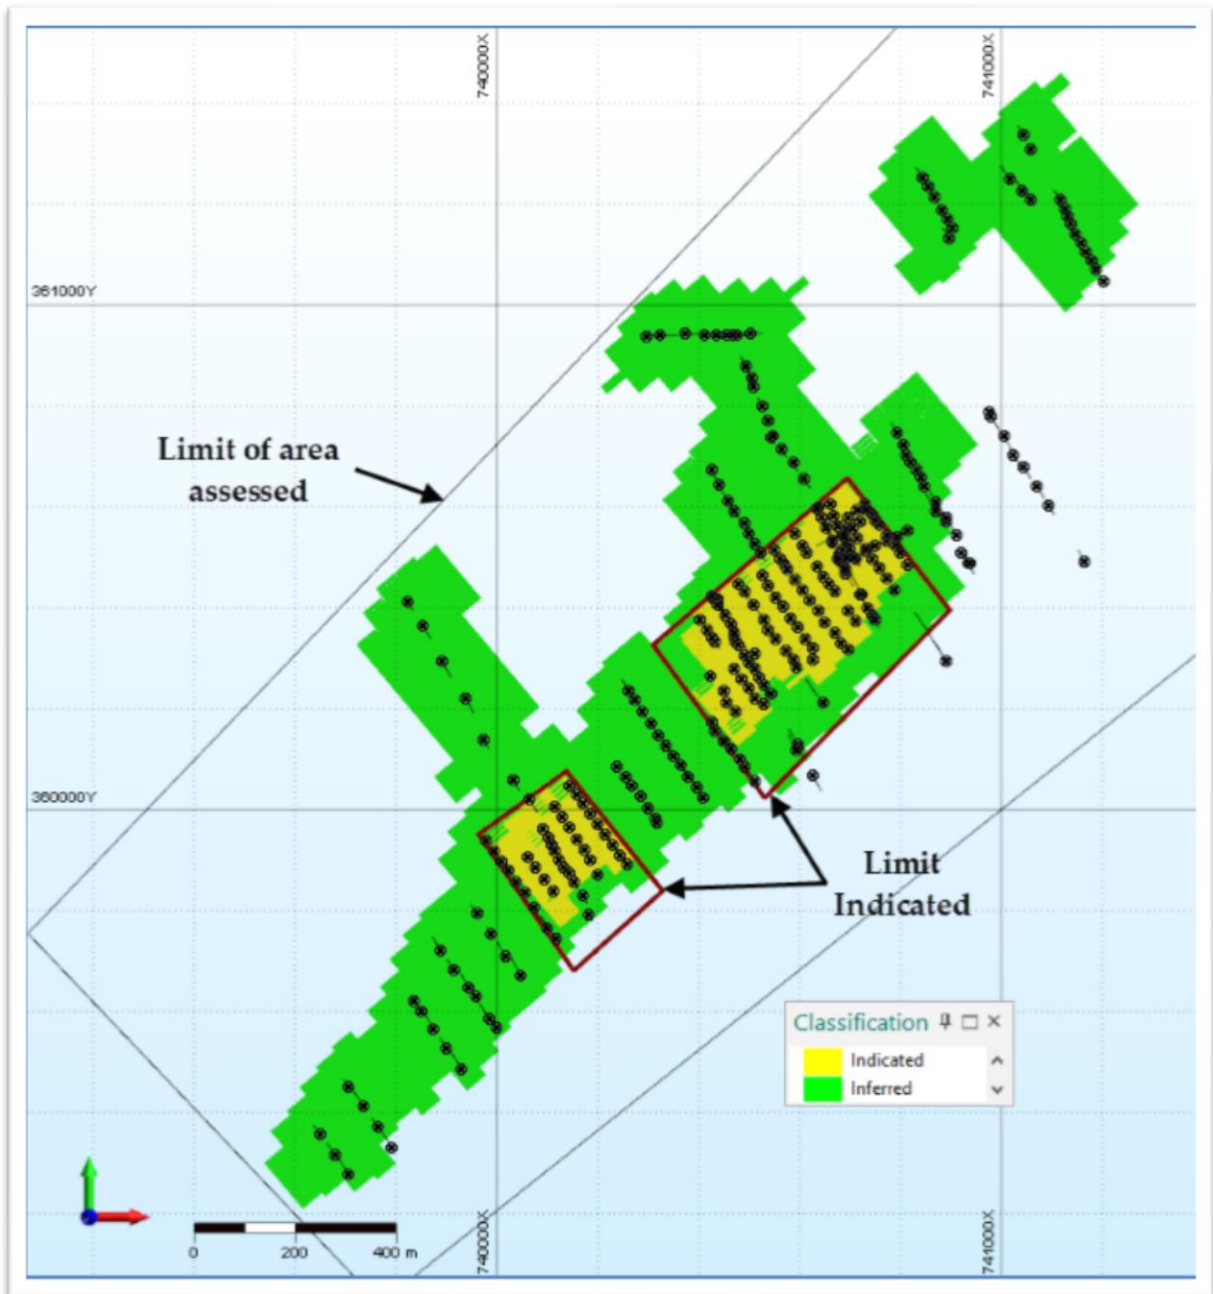 740000X
741000X
361000Y
Limit of area
assessed
360000Y
Limit
Indicated
Classification
Indicated
Inferred
0
200
400 m
740000X
741000X